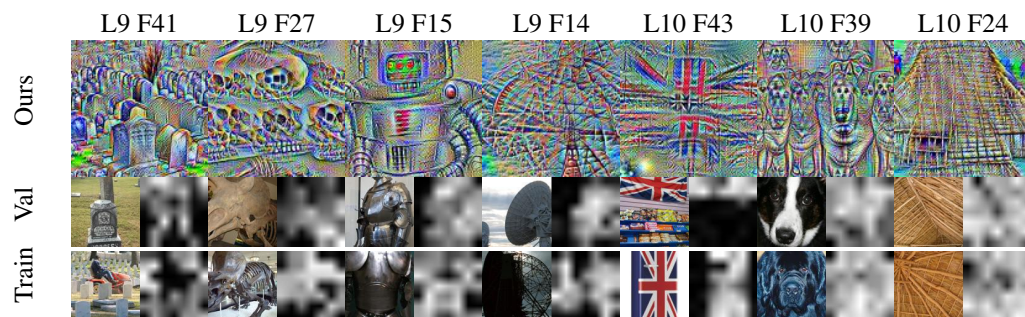 L9 F41 L9 F27 L9 F15 L9 F14 L10 F43 L10 F39 L10 F24
Ours
Val
Train